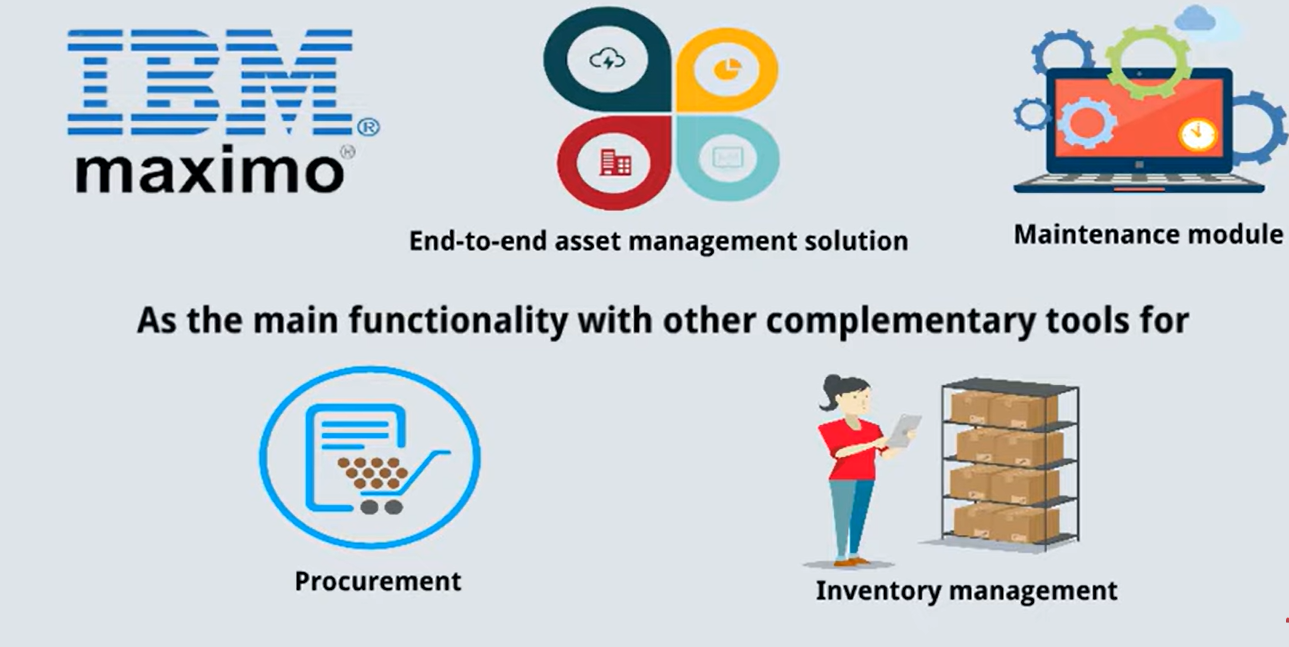 IBM®
maximo®
End-to-end asset management solution
Maintenance module
As the main functionality with other complementary tools for
Procurement
Inventory management